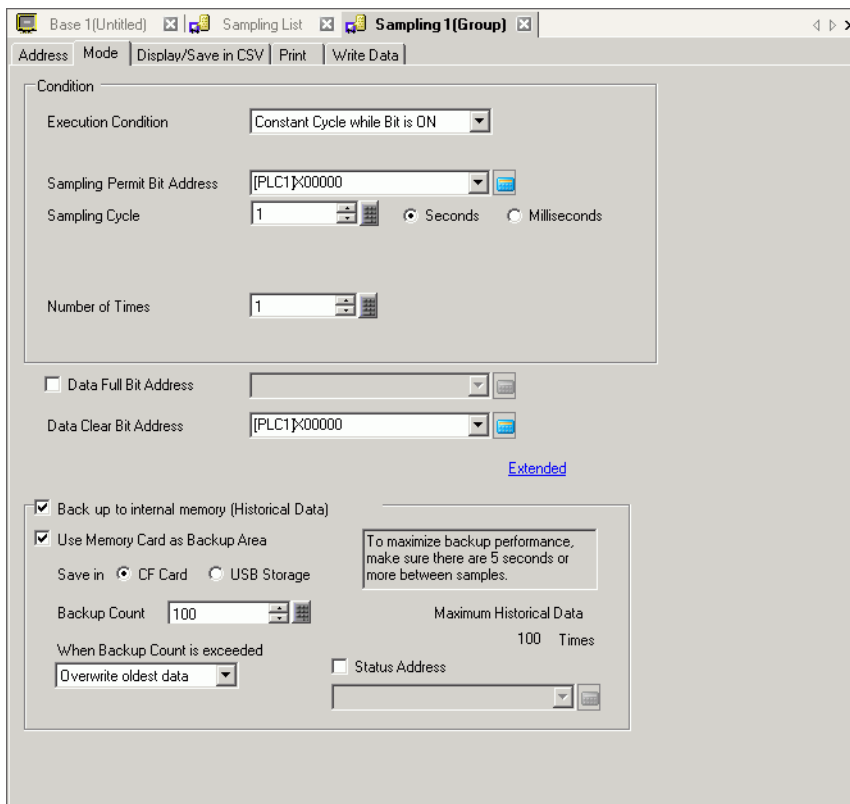 Base 1(Untitled) Sampling List Sampling 1(Group)
Address Mode Display/Save in CSV Print Write Data
Condition
Execution Condition Constant Cycle while Bit is ON
Sampling Permit Bit Address [PLC1]X00000
Sampling Cycle 1 Seconds Milliseconds
Number of Times 1
Data Full Bit Address
Data Clear Bit Address [PLC1]X00000
Extended
Back up to internal memory (Historical Data)
Use Memory Card as Backup Area
To maximize backup performance,
make sure there are 5 seconds or
more between samples.
Save in CF Card USB Storage
Backup Count 100 Maximum Historical Data
100 Times
When Backup Count is exceeded
Overwrite oldest data
Status Address